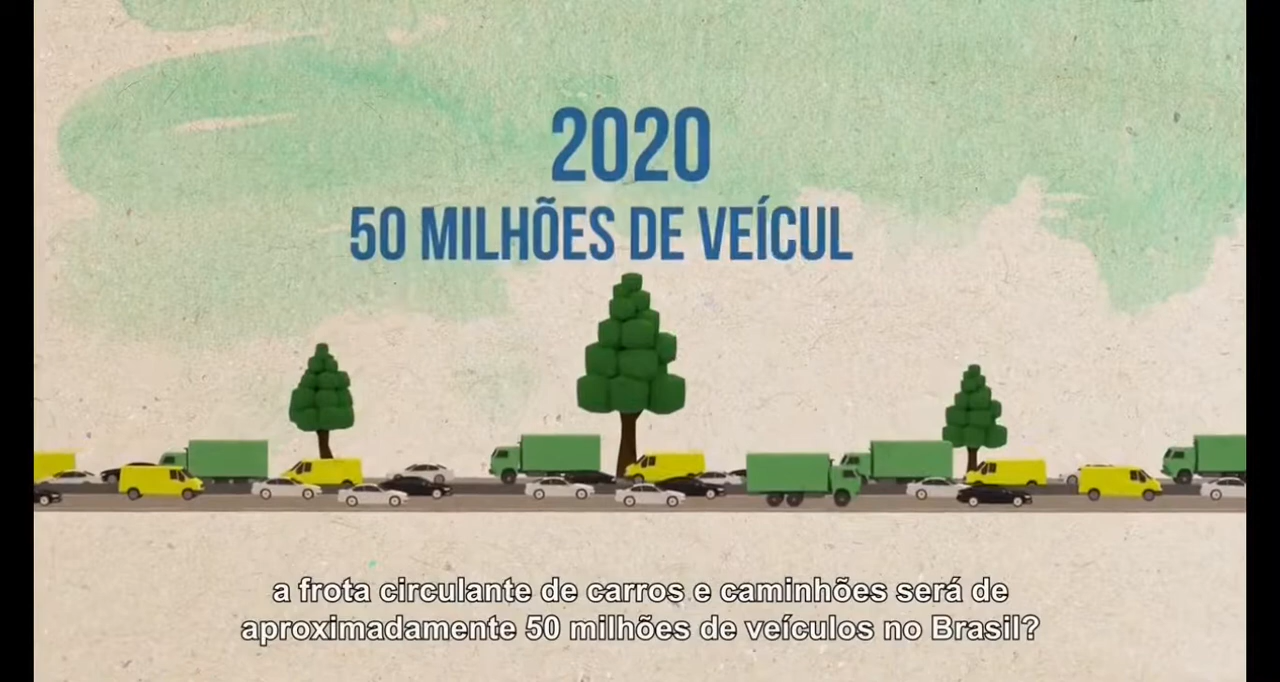 2020
50 MILHÕES DE VEÍCUL
a frota circulante de carros e caminhões será de
aproximadamente 50 milhões de veículos no Brasil?